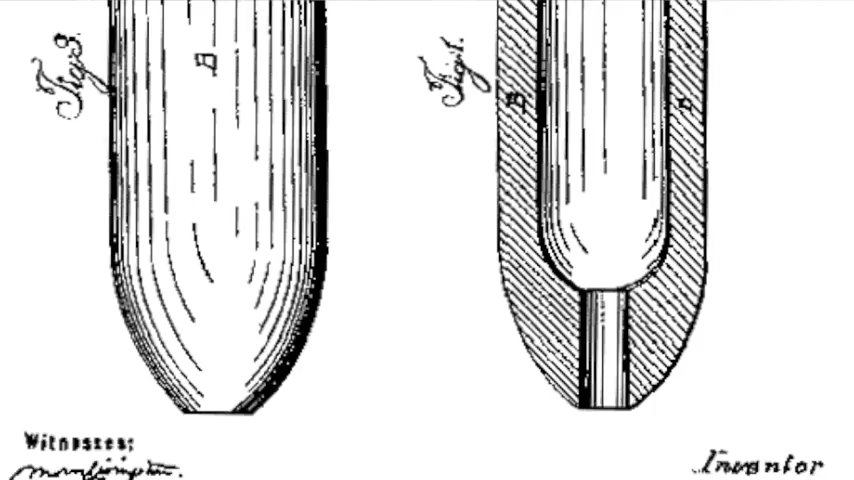 Fig 3.
B
Fig. 1.
B
B
Witnesses:
Inventor